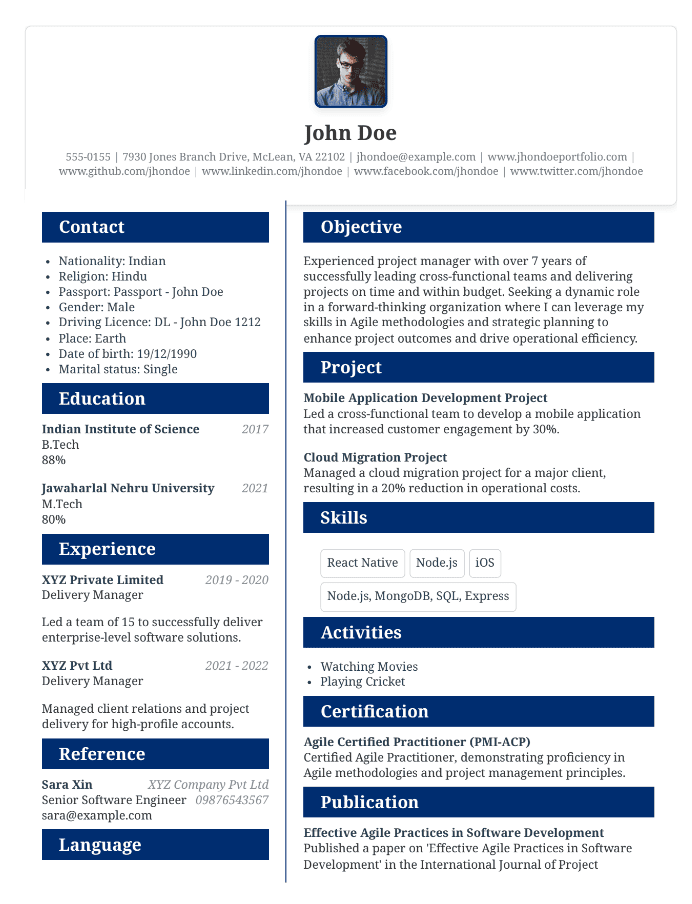 John Doe
555-0155 | 7930 Jones Branch Drive, McLean, VA 22102 | jhondoe@example.com | www.jhondoeportfolio.com |
www.github.com/jhondoe | www.linkedin.com/jhondoe | www.facebook.com/jhondoe | www.twitter.com/jhondoe
Contact
• Nationality: Indian
• Religion: Hindu
• Passport: Passport - John Doe
• Gender: Male
• Driving Licence: DL - John Doe 1212
• Place: Earth
• Date of birth: 19/12/1990
• Marital status: Single
Education
Indian Institute of Science 2017
B.Tech
88%
Jawaharlal Nehru University 2021
M.Tech
80%
Experience
XYZ Private Limited 2019 - 2020
Delivery Manager
Led a team of 15 to successfully deliver
enterprise-level software solutions.
XYZ Pvt Ltd 2021 - 2022
Delivery Manager
Managed client relations and project
delivery for high-profile accounts.
Reference
Sara Xin XYZ Company Pvt Ltd
Senior Software Engineer 09876543567
sara@example.com
Language
Objective
Experienced project manager with over 7 years of
successfully leading cross-functional teams and delivering
projects on time and within budget. Seeking a dynamic role
in a forward-thinking organization where I can leverage my
skills in Agile methodologies and strategic planning to
enhance project outcomes and drive operational efficiency.
Project
Mobile Application Development Project
Led a cross-functional team to develop a mobile application
that increased customer engagement by 30%.
Cloud Migration Project
Managed a cloud migration project for a major client,
resulting in a 20% reduction in operational costs.
Skills
React Native Node.js iOS
Node.js, MongoDB, SQL, Express
Activities
• Watching Movies
• Playing Cricket
Certification
Agile Certified Practitioner (PMI-ACP)
Certified Agile Practitioner, demonstrating proficiency in
Agile methodologies and project management principles.
Publication
Effective Agile Practices in Software Development
Published a paper on 'Effective Agile Practices in Software
Development' in the International Journal of Project